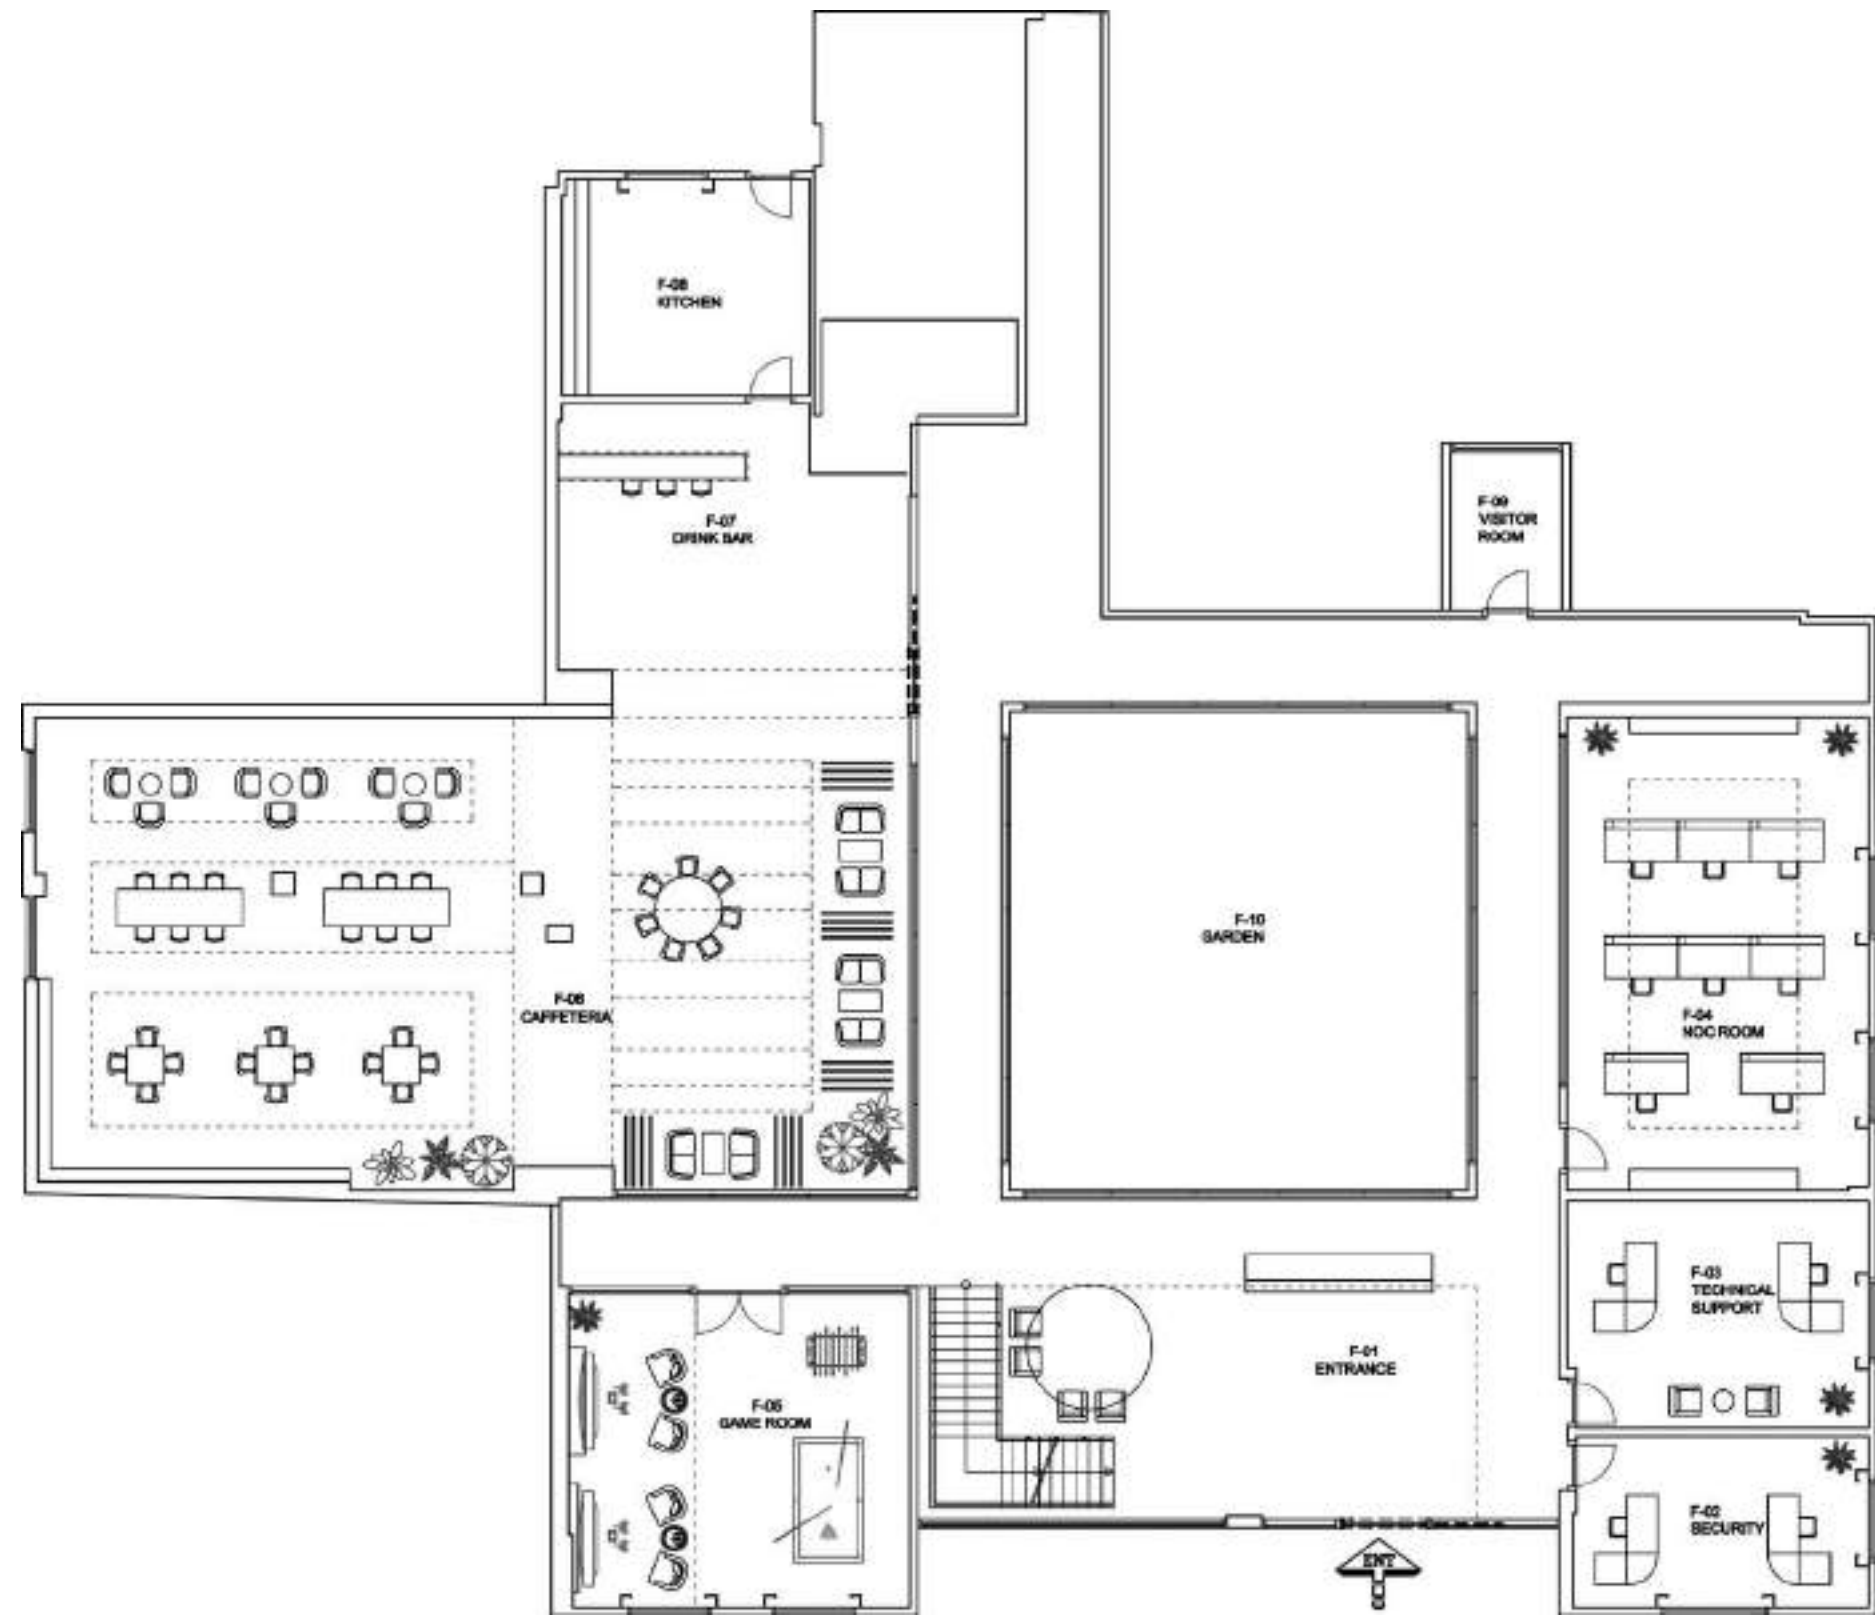 F-08
KITCHEN
F-09
VISITOR
ROOM
F-07
DRINK BAR
F-10
GARDEN
F-06
CAFFETERIA
F-04
NOC ROOM
F-03
TECHNICAL
SUPPORT
F-01
ENTRANCE
F-05
GAME ROOM
F-02
SECURITY
ENT